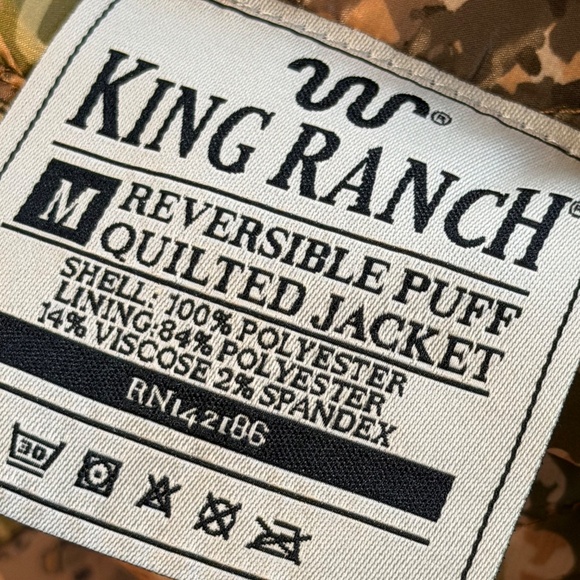 ®
KING RANCH®
M REVERSIBLE PUFF
QUILTED JACKET
SHELL: 100% POLYESTER
LINING:84% POLYESTER
14% VISCOSE 2% SPANDEX
RN142186
30